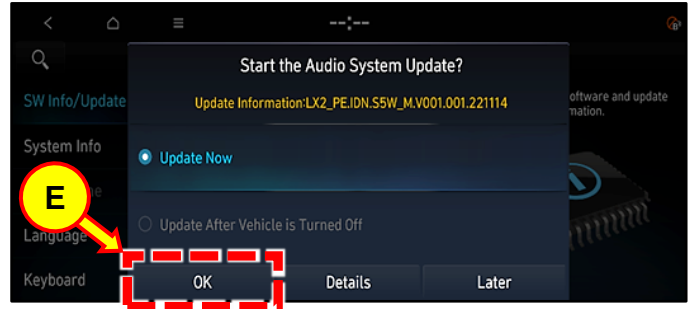 --:--
Start the Audio System Update?
SW Info/Update
Update Information:LX2_PE.IDN.S5W_M.V001.001.221114
oftware and update
mation.
System Info
Update Now
E
Update After Vehicle is Turned Off
Language
Keyboard
OK
Details
Later